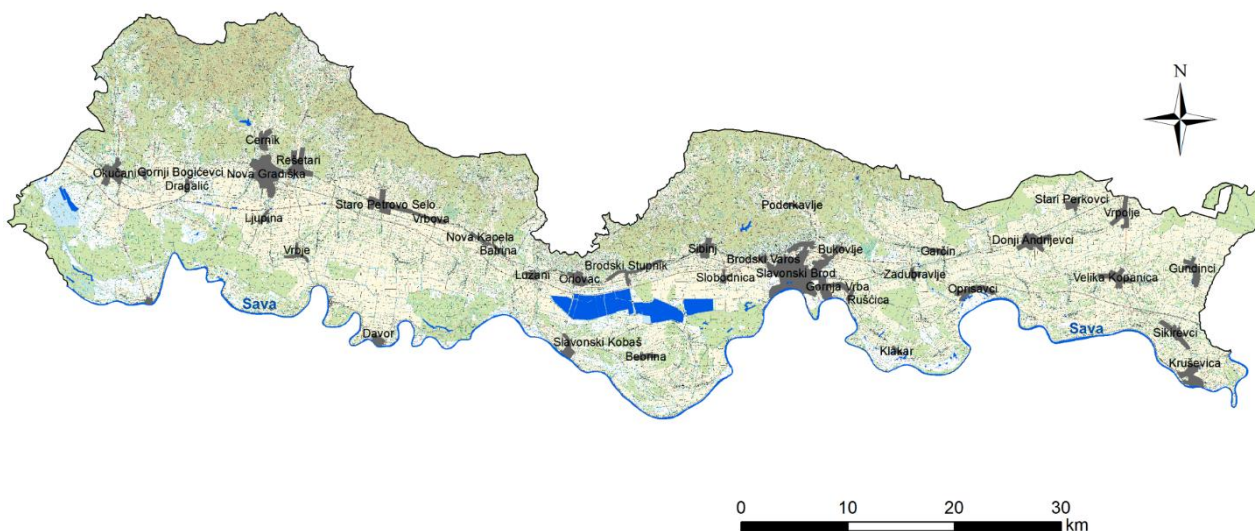 N
Cernik
Rešetari
Okučani
Gornji Bogićevci
Nova Gradiška
Dragalić
Ljupina
Staro Petrovo Selo
Vrbova
Vrbje
Nova Kapela
Batrina
Sava
Davor
Lužani
Oriovac
Brodski Stupnik
Slavonski Kobaš
Bebrina
Sibinj
Slobodnica
Podcrkavlje
Brodski Varoš
Bukovlje
Slavonski Brod
Gornja Vrba
Ruščica
Klakar
Garčin
Zadubravlje
Oprisavci
Stari Perkovci
Vrpolje
Donji Andrijevci
Velika Kopanica
Gundinci
Sava
Sikirevci
Kruševica
0 10 20 30
km